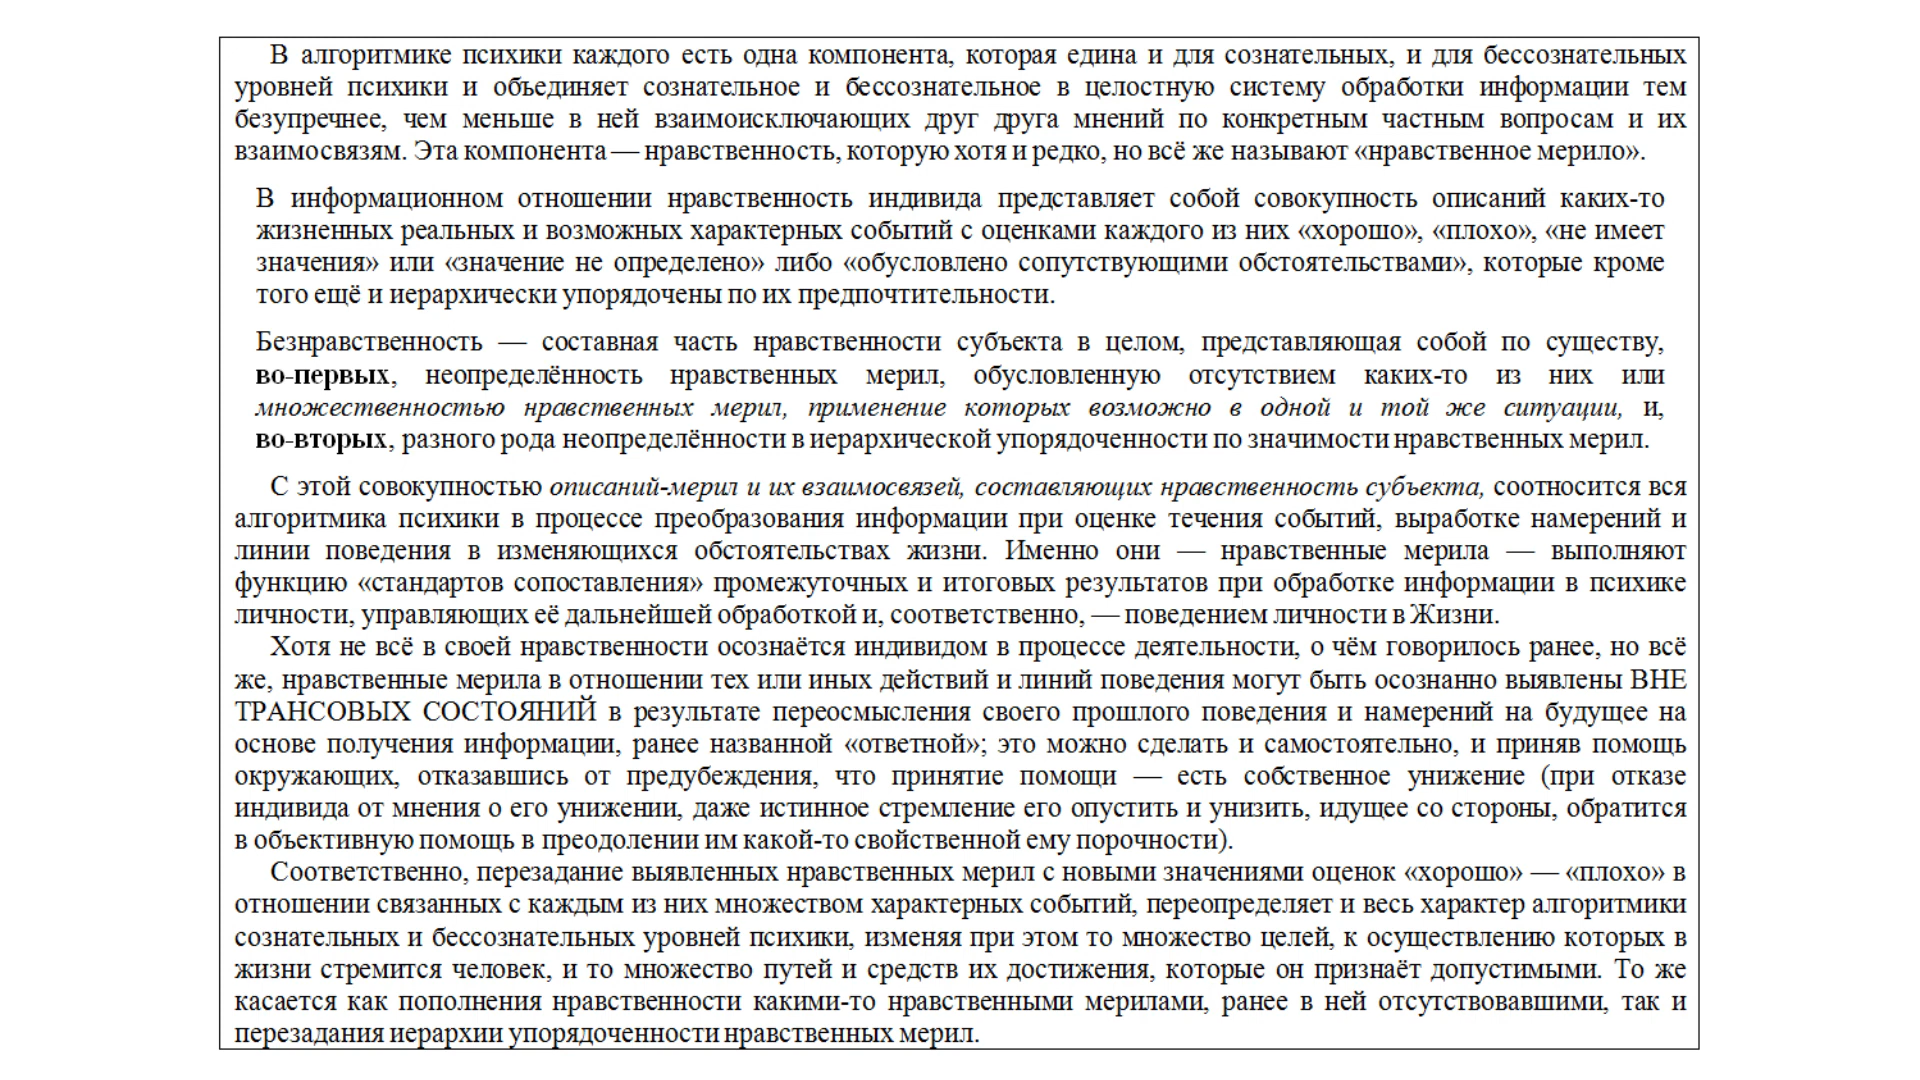 В алгоритмике психики каждого есть одна компонента, которая едина и для сознательных, и для бессознательных
уровней психики и объединяет сознательное и бессознательное в целостную систему обработки информации тем
безупречнее, чем меньше в ней взаимоисключающих друг друга мнений по конкретным частным вопросам и их
взаимосвязям. Эта компонента — нравственность, которую хотя и редко, но всё же называют «нравственное мерило».
В информационном отношении нравственность индивида представляет собой совокупность описаний каких-то
жизненных реальных и возможных характерных событий с оценками каждого из них «хорошо», «плохо», «не имеет
значения» или «значение не определено» либо «обусловлено сопутствующими обстоятельствами», которые кроме
того ещё и иерархически упорядочены по их предпочтительности.
Безнравственность — составная часть нравственности субъекта в целом, представляющая собой по существу,
во-первых, неопределённость нравственных мерил, обусловленную отсутствием каких-то из них или
множественностью нравственных мерил, применение которых возможно в одной и той же ситуации, и,
во-вторых, разного рода неопределённости в иерархической упорядоченности по значимости нравственных мерил.
С этой совокупностью описаний-мерил и их взаимосвязей, составляющих нравственность субъекта, соотносится вся
алгоритмика психики в процессе преобразования информации при оценке течения событий, выработке намерений и
линии поведения в изменяющихся обстоятельствах жизни. Именно они — нравственные мерила — выполняют
функцию «стандартов сопоставления» промежуточных и итоговых результатов при обработке информации в психике
личности, управляющих её дальнейшей обработкой и, соответственно, — поведением личности в Жизни.
Хотя не всё в своей нравственности осознаётся индивидом в процессе деятельности, о чём говорилось ранее, но всё
же, нравственные мерила в отношении тех или иных действий и линий поведения могут быть осознанно выявлены ВНЕ
ТРАНСОВЫХ СОСТОЯНИЙ в результате переосмысления своего прошлого поведения и намерений на будущее на
основе получения информации, ранее названной «ответной»; это можно сделать и самостоятельно, и приняв помощь
окружающих, отказавшись от предубеждения, что принятие помощи — есть собственное унижение (при отказе
индивида от мнения о его унижении, даже истинное стремление его опустить и унизить, идущее со стороны, обратится
в объективную помощь в преодолении им какой-то свойственной ему порочности).
Соответственно, перезадание выявленных нравственных мерил с новыми значениями оценок «хорошо» — «плохо» в
отношении связанных с каждым из них множеством характерных событий, переопределяет и весь характер алгоритмики
сознательных и бессознательных уровней психики, изменяя при этом то множество целей, к осуществлению которых в
жизни стремится человек, и то множество путей и средств их достижения, которые он признаёт допустимыми. То же
касается как пополнения нравственности какими-то нравственными мерилами, ранее в ней отсутствовавшими, так и
перезадания иерархии упорядоченности нравственных мерил.